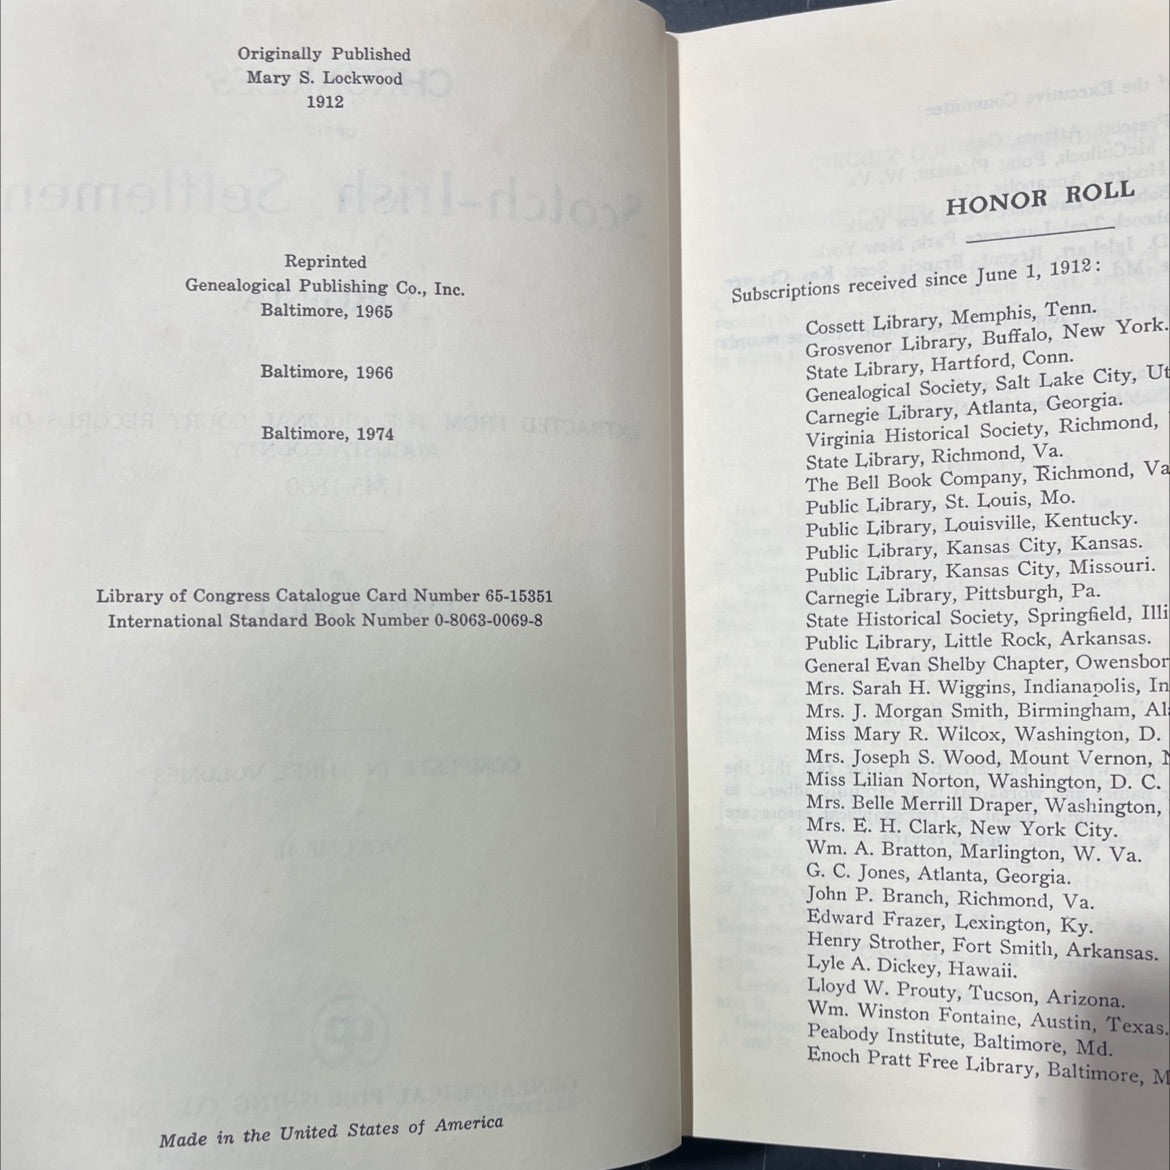 Originally Published
Mary S. Lockwood
1912
Reprinted
Genealogical Publishing Co., Inc.
Baltimore, 1965
Baltimore, 1966
Baltimore, 1974
Library of Congress Catalogue Card Number 65-15351
International Standard Book Number 0-8063-0069-8
Made in the United States of America
HONOR ROLL
Subscriptions received since June 1, 1912:
Cossett Library, Memphis, Tenn.
Grosvenor Library, Buffalo, New York.
State Library, Hartford, Conn.
Genealogical Society, Salt Lake City, Ut
Carnegie Library, Atlanta, Georgia.
Virginia Historical Society, Richmond,
State Library, Richmond, Va.
The Bell Book Company, Richmond, Va
Public Library, St. Louis, Mo.
Public Library, Louisville, Kentucky.
Public Library, Kansas City, Kansas.
Public Library, Kansas City, Missouri.
Carnegie Library, Pittsburgh, Pa.
State Historical Society, Springfield, Illi
Public Library, Little Rock, Arkansas.
General Evan Shelby Chapter, Owensbor
Mrs. Sarah H. Wiggins, Indianapolis, In
Mrs. J. Morgan Smith, Birmingham, Ala
Miss Mary R. Wilcox, Washington, D.
Mrs. Joseph S. Wood, Mount Vernon, N
Miss Lilian Norton, Washington, D. C.
Mrs. Belle Merrill Draper, Washington,
Mrs. E. H. Clark, New York City.
Wm. A. Bratton, Marlington, W. Va.
G. C. Jones, Atlanta, Georgia.
John P. Branch, Richmond, Va.
Edward Frazer, Lexington, Ky.
Henry Strother, Fort Smith, Arkansas.
Lyle A. Dickey, Hawaii.
Lloyd W. Prouty, Tucson, Arizona.
Wm. Winston Fontaine, Austin, Texas.
Peabody Institute, Baltimore, Md.
Enoch Pratt Free Library, Baltimore, M